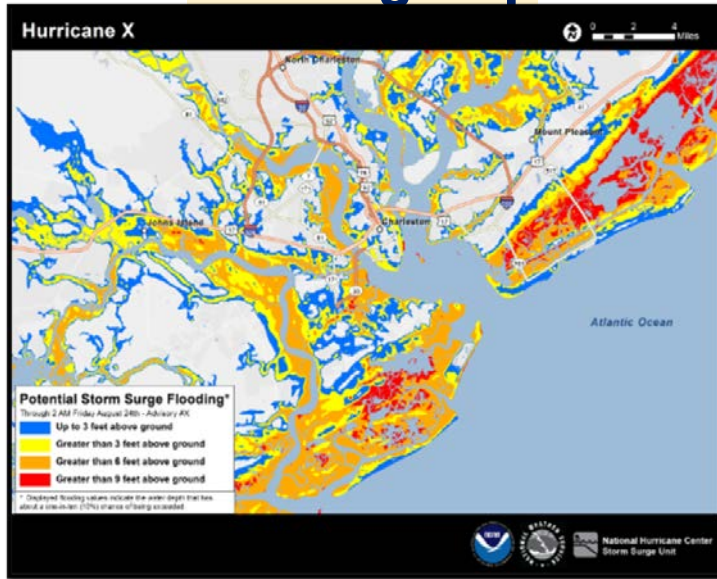 Hurricane X
0 2 4
Miles
North Charleston
Mount Pleasant
Johns Island
Charleston
Atlantic Ocean
Potential Storm Surge Flooding*
Through 2 AM Friday August 24th - Advisory #X
Up to 3 feet above ground
Greater than 3 feet above ground
Greater than 6 feet above ground
Greater than 9 feet above ground
* Displayed flooding values indicate the water depth that has
about a one-in-ten (10%) chance of being exceeded.
National Hurricane Center
Storm Surge Unit